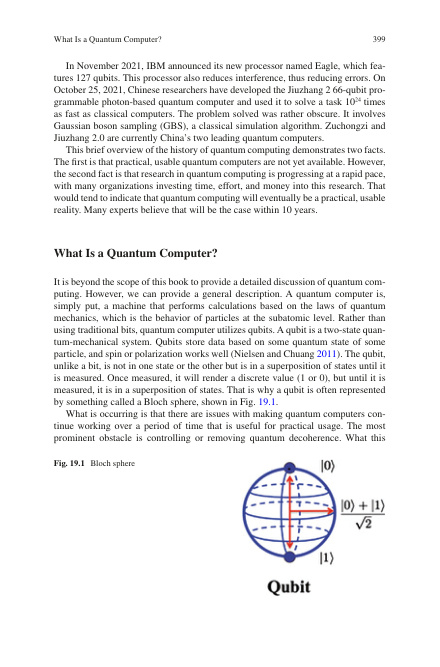 What Is a Quantum Computer? 399
In November 2021, IBM announced its new processor named Eagle, which fea-
tures 127 qubits. This processor also reduces interference, thus reducing errors. On
October 25, 2021, Chinese researchers have developed the Jiuzhang 2 66-qubit pro-
grammable photon-based quantum computer and used it to solve a task 10²⁴ times
as fast as classical computers. The problem solved was rather obscure. It involves
Gaussian boson sampling (GBS), a classical simulation algorithm. Zuchongzi and
Jiuzhang 2.0 are currently China's two leading quantum computers.
This brief overview of the history of quantum computing demonstrates two facts.
The first is that practical, usable quantum computers are not yet available. However,
the second fact is that research in quantum computing is progressing at a rapid pace,
with many organizations investing time, effort, and money into this research. That
would tend to indicate that quantum computing will eventually be a practical, usable
reality. Many experts believe that will be the case within 10 years.
What Is a Quantum Computer?
It is beyond the scope of this book to provide a detailed discussion of quantum com-
puting. However, we can provide a general description. A quantum computer is,
simply put, a machine that performs calculations based on the laws of quantum
mechanics, which is the behavior of particles at the subatomic level. Rather than
using traditional bits, quantum computer utilizes qubits. A qubit is a two-state quan-
tum-mechanical system. Qubits store data based on some quantum state of some
particle, and spin or polarization works well (Nielsen and Chuang 2011). The qubit,
unlike a bit, is not in one state or the other but is in a superposition of states until it
is measured. Once measured, it will render a discrete value (1 or 0), but until it is
measured, it is in a superposition of states. That is why a qubit is often represented
by something called a Bloch sphere, shown in Fig. 19.1.
What is occurring is that there are issues with making quantum computers con-
tinue working over a period of time that is useful for practical usage. The most
prominent obstacle is controlling or removing quantum decoherence. What this
Fig. 19.1 Bloch sphere
|0⟩
|0⟩ + |1⟩
√2
|1⟩
Qubit